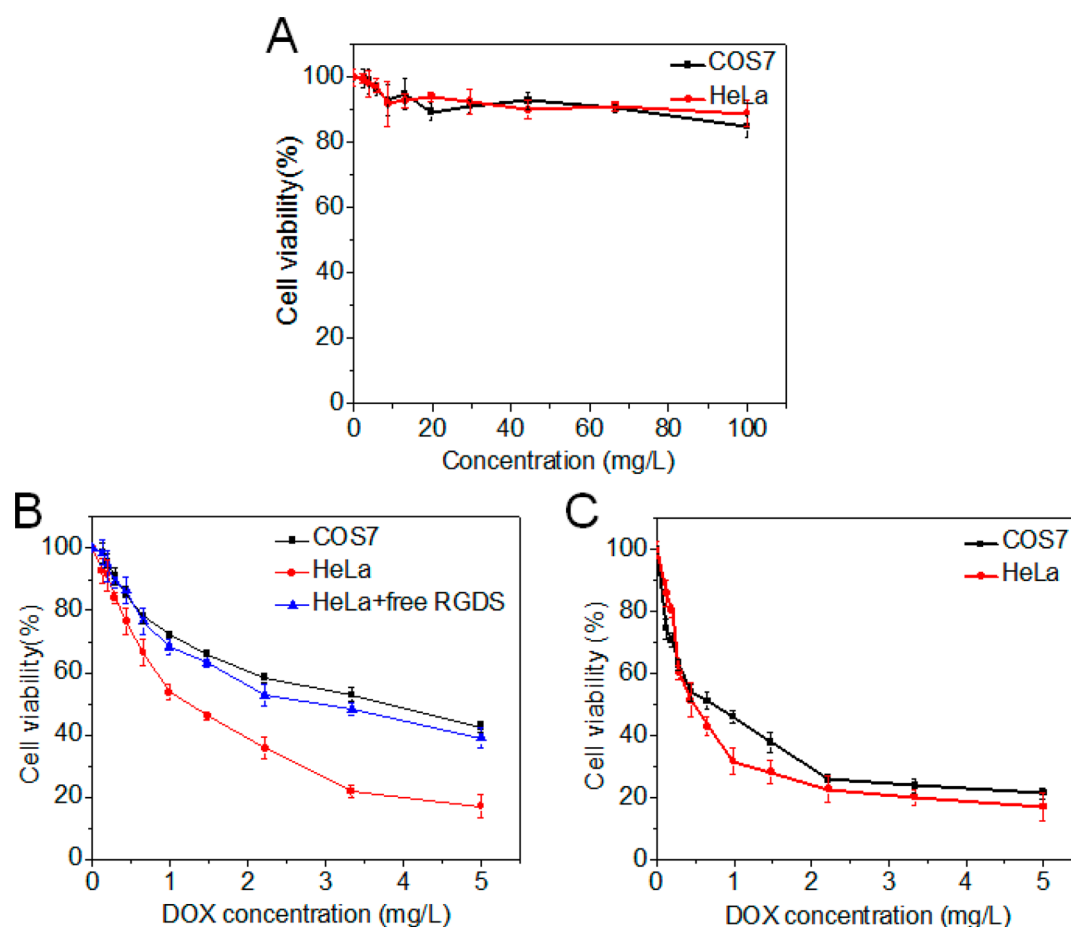 A
COS7
HeLa
Cell viability(%)
100
80
60
40
20
0
0 20 40 60 80 100
Concentration (mg/L)
B
COS7
HeLa
HeLa+free RGDS
Cell viability(%)
100
80
60
40
20
0
0 1 2 3 4 5
DOX concentration (mg/L)
C
COS7
HeLa
Cell viability (%)
100
80
60
40
20
0
0 1 2 3 4 5
DOX concentration (mg/L)